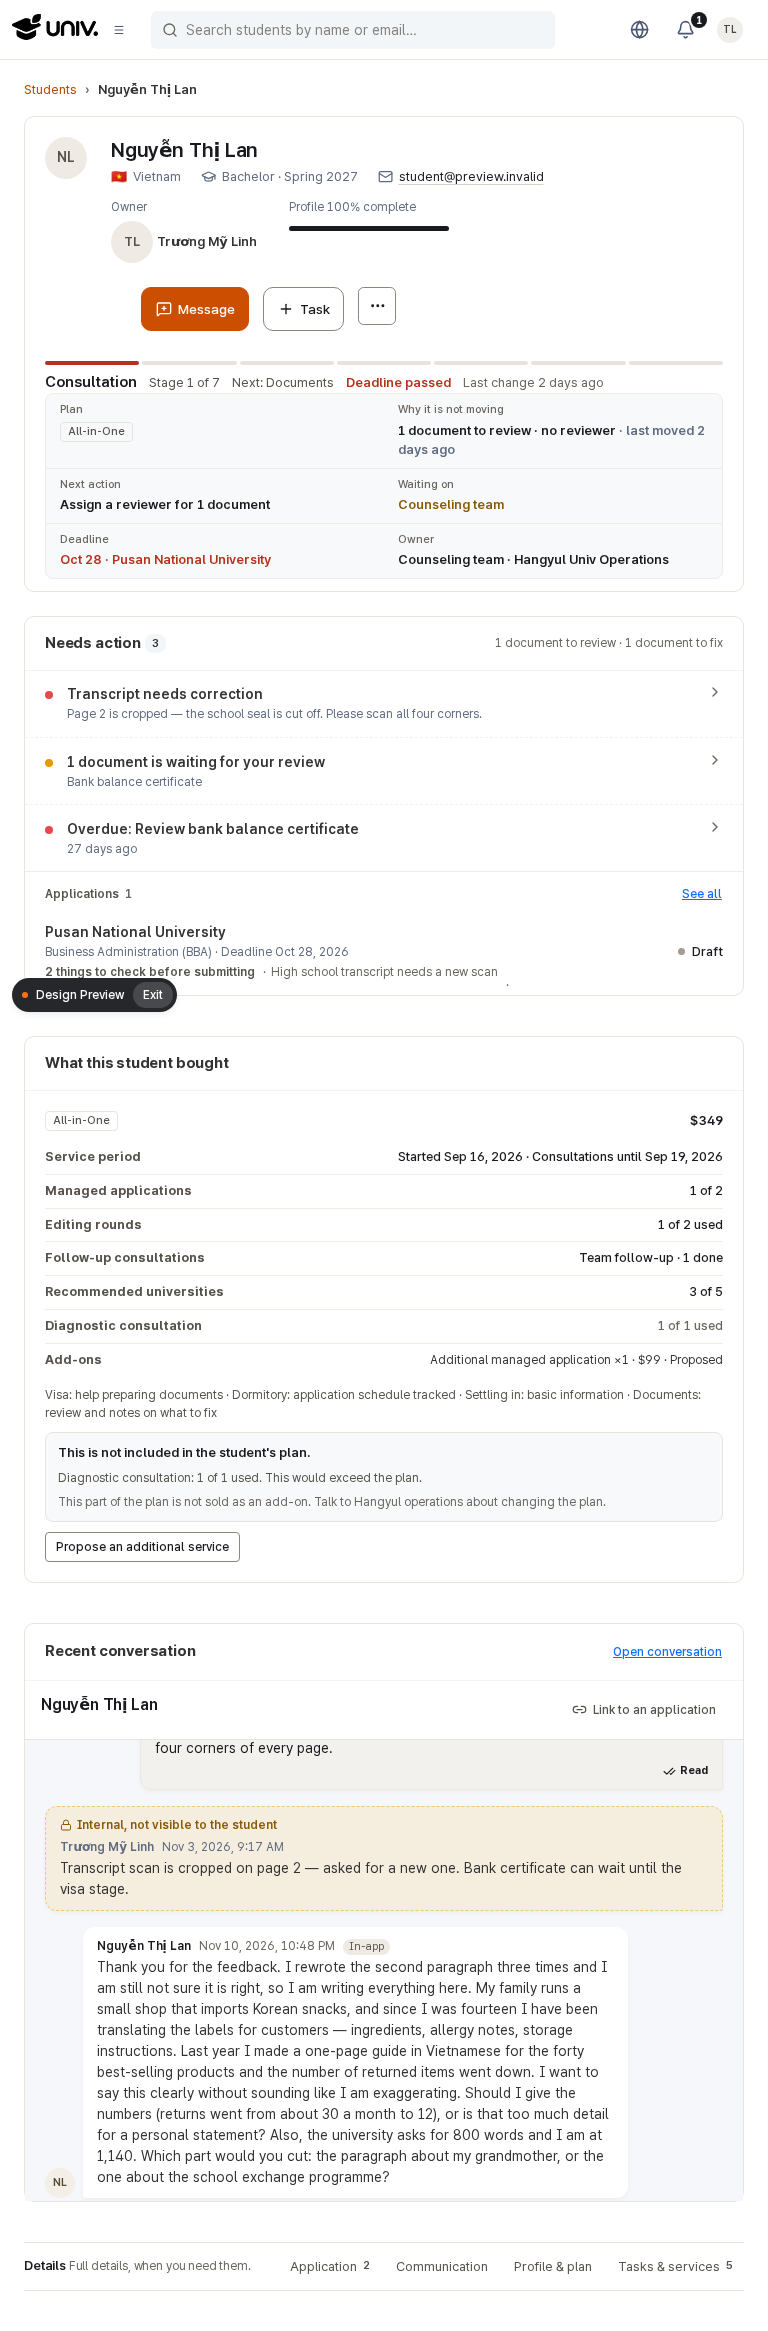 UNIV.
Search students by name or email...
1
TL
Students › Nguyễn Thị Lan
NL
Nguyễn Thị Lan
Vietnam
Bachelor · Spring 2027
student@preview.invalid
Owner
Profile 100% complete
TL
Trương Mỹ Linh
Message
Task
Consultation Stage 1 of 7 Next: Documents Deadline passed Last change 2 days ago
Plan
All-in-One
Why it is not moving
1 document to review · no reviewer · last moved 2
days ago
Next action
Assign a reviewer for 1 document
Waiting on
Counseling team
Deadline
Oct 28 · Pusan National University
Owner
Counseling team · Hangyul Univ Operations
Needs action 3
1 document to review · 1 document to fix
Transcript needs correction
Page 2 is cropped — the school seal is cut off. Please scan all four corners.
1 document is waiting for your review
Bank balance certificate
Overdue: Review bank balance certificate
27 days ago
Applications 1
See all
Pusan National University
Business Administration (BBA) · Deadline Oct 28, 2026
Draft
2 things to check before submitting · High school transcript needs a new scan
·
Design Preview Exit
What this student bought
All-in-One
$349
Service period
Started Sep 16, 2026 · Consultations until Sep 19, 2026
Managed applications
1 of 2
Editing rounds
1 of 2 used
Follow-up consultations
Team follow-up · 1 done
Recommended universities
3 of 5
Diagnostic consultation
1 of 1 used
Add-ons
Additional managed application ×1 · $99 · Proposed
Visa: help preparing documents · Dormitory: application schedule tracked · Settling in: basic information · Documents:
review and notes on what to fix
This is not included in the student's plan.
Diagnostic consultation: 1 of 1 used. This would exceed the plan.
This part of the plan is not sold as an add-on. Talk to Hangyul operations about changing the plan.
Propose an additional service
Recent conversation
Open conversation
Nguyễn Thị Lan
Link to an application
four corners of every page.
Read
Internal, not visible to the student
Trương Mỹ Linh Nov 3, 2026, 9:17 AM
Transcript scan is cropped on page 2 — asked for a new one. Bank certificate can wait until the
visa stage.
Nguyễn Thị Lan Nov 10, 2026, 10:48 PM In-app
Thank you for the feedback. I rewrote the second paragraph three times and I
am still not sure it is right, so I am writing everything here. My family runs a
small shop that imports Korean snacks, and since I was fourteen I have been
translating the labels for customers — ingredients, allergy notes, storage
instructions. Last year I made a one-page guide in Vietnamese for the forty
best-selling products and the number of returned items went down. I want to
say this clearly without sounding like I am exaggerating. Should I give the
numbers (returns went from about 30 a month to 12), or is that too much detail
for a personal statement? Also, the university asks for 800 words and I am at
1,140. Which part would you cut: the paragraph about my grandmother, or the
one about the school exchange programme?
NL
Details Full details, when you need them.
Application 2
Communication
Profile & plan
Tasks & services 5